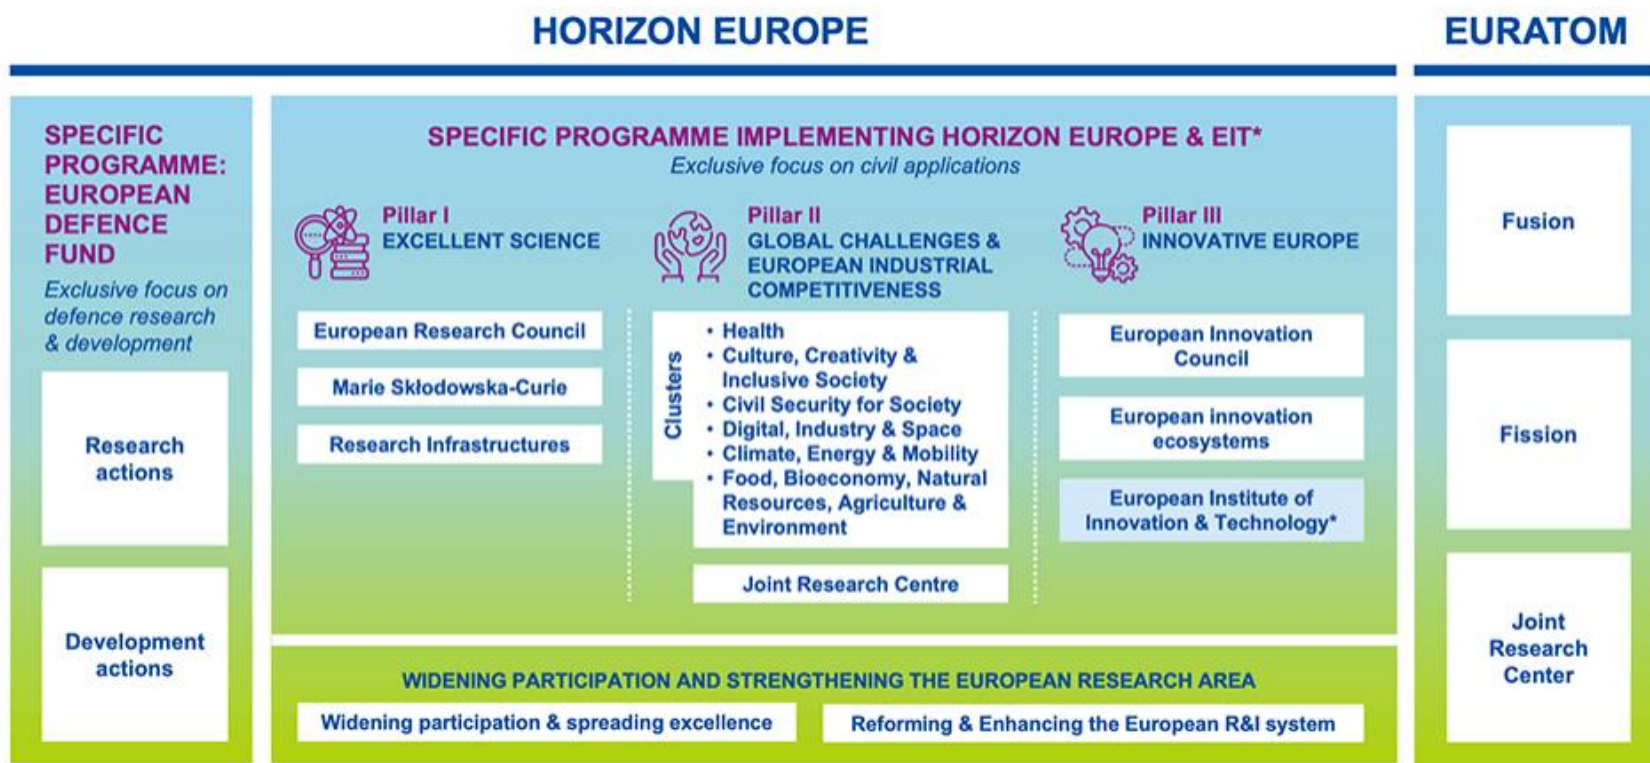 HORIZON EUROPE
EURATOM
SPECIFIC
PROGRAMME:
EUROPEAN
DEFENCE
FUND
Exclusive focus on
defence research
& development
Research
actions
Development
actions
SPECIFIC PROGRAMME IMPLEMENTING HORIZON EUROPE & EIT*
Exclusive focus on civil applications
Pillar I
EXCELLENT SCIENCE
European Research Council
Marie Skłodowska-Curie
Research Infrastructures
Pillar II
GLOBAL CHALLENGES &
EUROPEAN INDUSTRIAL
COMPETITIVENESS
Clusters
• Health
• Culture, Creativity &
Inclusive Society
• Civil Security for Society
• Digital, Industry & Space
• Climate, Energy & Mobility
• Food, Bioeconomy, Natural
Resources, Agriculture &
Environment
Joint Research Centre
Pillar III
INNOVATIVE EUROPE
European Innovation
Council
European innovation
ecosystems
European Institute of
Innovation & Technology*
WIDENING PARTICIPATION AND STRENGTHENING THE EUROPEAN RESEARCH AREA
Widening participation & spreading excellence
Reforming & Enhancing the European R&I system
Fusion
Fission
Joint
Research
Center